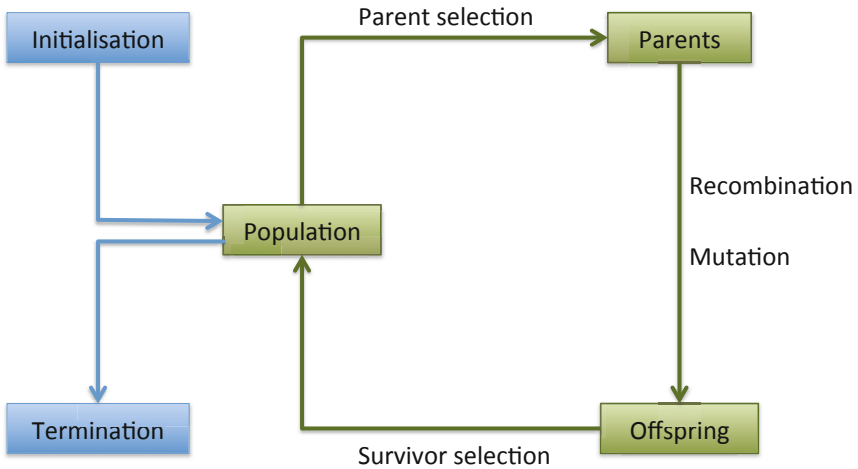 Parent selection
Initialisation
Parents
Recombination
Population
Mutation
Termination
Offspring
Survivor selection